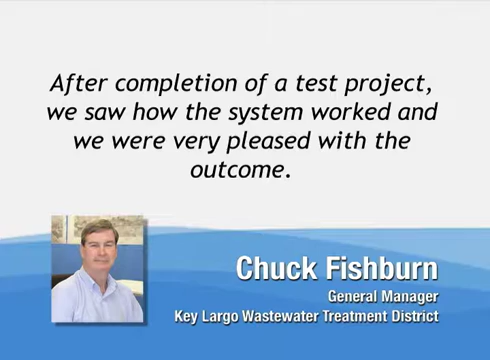 After completion of a test project,
we saw how the system worked and
we were very pleased with the
outcome.
Chuck Fishburn
General Manager
Key Largo Wastewater Treatment District